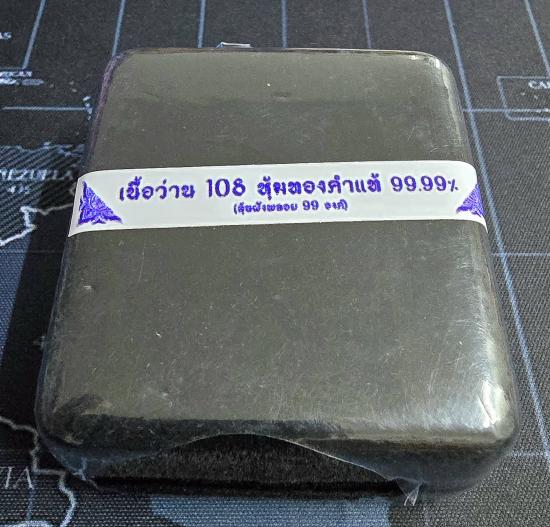 เนื้อว่าน 108 หุ้มทองคำแท้ 99.99%
(ลุ้นฝังพลอย 99 องค์)